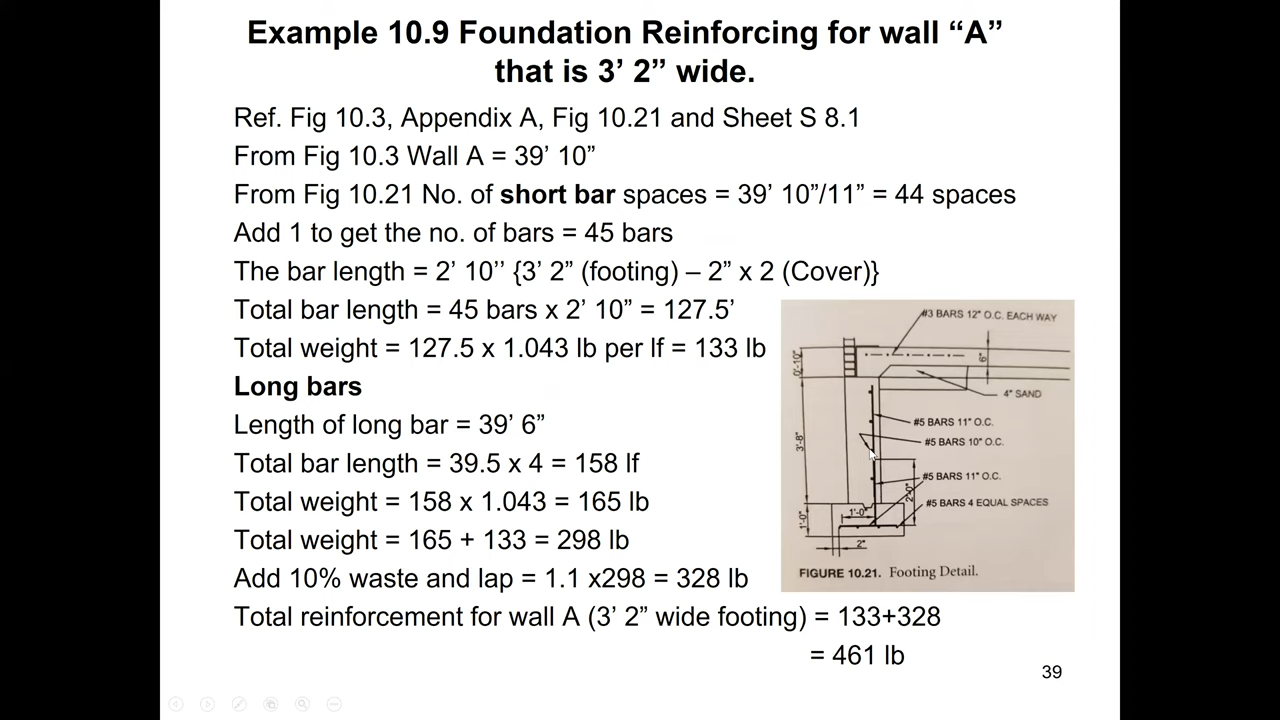 Example 10.9 Foundation Reinforcing for wall “A”
that is 3’ 2” wide.
Ref. Fig 10.3, Appendix A, Fig 10.21 and Sheet S 8.1
From Fig 10.3 Wall A = 39’ 10”
From Fig 10.21 No. of short bar spaces = 39’ 10”/11” = 44 spaces
Add 1 to get the no. of bars = 45 bars
The bar length = 2’ 10’’ {3’ 2” (footing) – 2” x 2 (Cover)}
Total bar length = 45 bars x 2’ 10” = 127.5’
Total weight = 127.5 x 1.043 lb per lf = 133 lb
Long bars
Length of long bar = 39’ 6”
Total bar length = 39.5 x 4 = 158 lf
Total weight = 158 x 1.043 = 165 lb
Total weight = 165 + 133 = 298 lb
Add 10% waste and lap = 1.1 x298 = 328 lb
Total reinforcement for wall A (3’ 2” wide footing) = 133+328
= 461 lb
#3 BARS 12" O.C. EACH WAY
0'-10"
6"
4" SAND
#5 BARS 11" O.C.
#5 BARS 10" O.C.
3'-8"
#5 BARS 11" O.C.
2'-0"
#5 BARS 4 EQUAL SPACES
1'-0"
1'-0"
2"
FIGURE 10.21. Footing Detail.
39